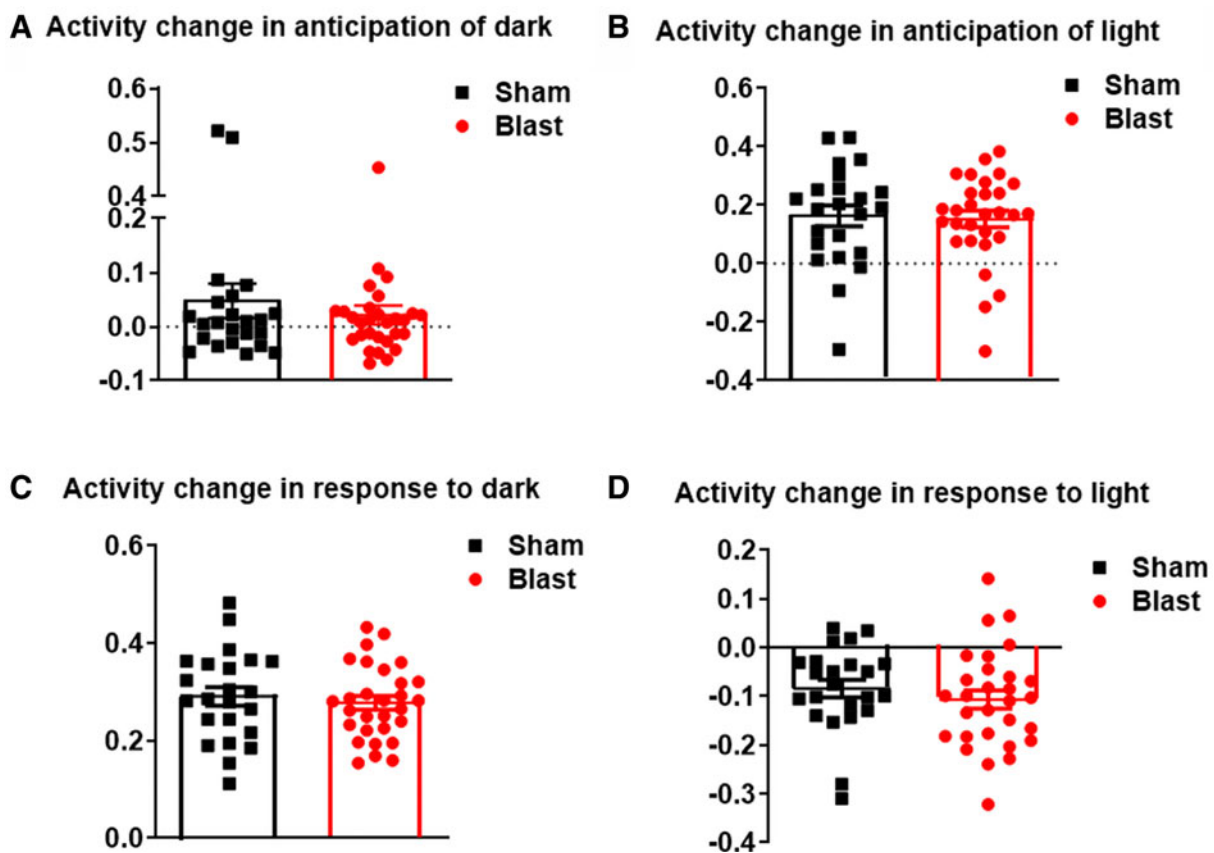 A Activity change in anticipation of dark
0.6
0.5
0.4
0.2
0.1
0.0
-0.1
Sham
Blast
B Activity change in anticipation of light
0.6
0.4
0.2
0.0
-0.2
-0.4
Sham
Blast
C Activity change in response to dark
0.6
0.4
0.2
0.0
Sham
Blast
D Activity change in response to light
0.2
0.1
0.0
-0.1
-0.2
-0.3
-0.4
Sham
Blast